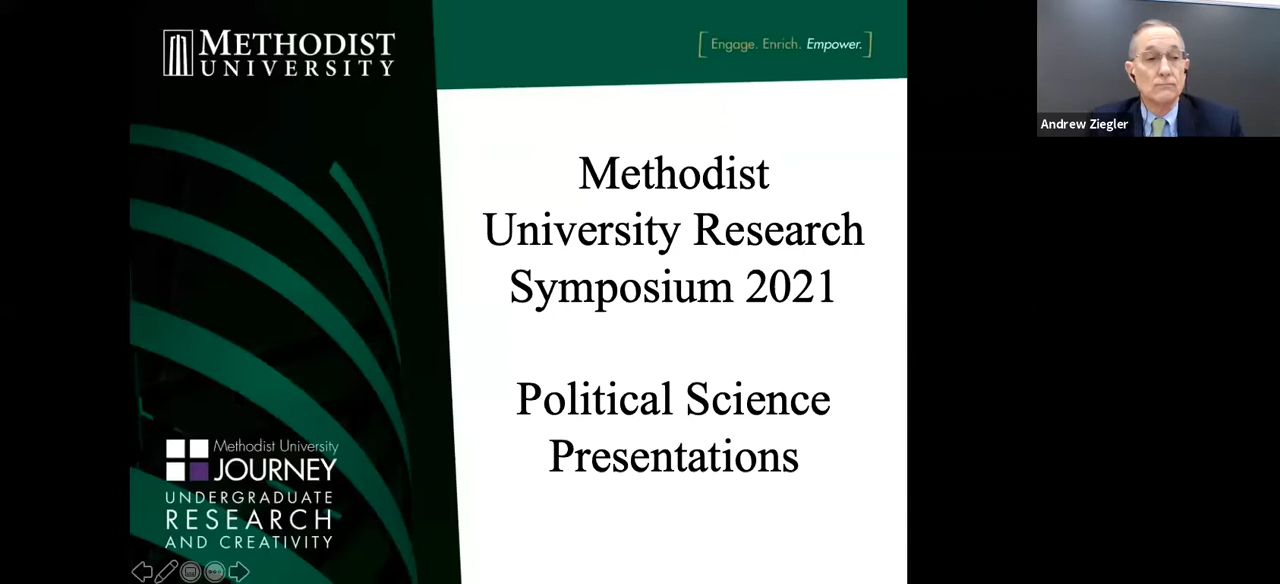 METHODIST
UNIVERSITY
[Engage. Enrich. Empower.]
Andrew Ziegler
Methodist
University Research
Symposium 2021
Political Science
Presentations
Methodist University
JOURNEY
UNDERGRADUATE
RESEARCH
AND CREATIVITY